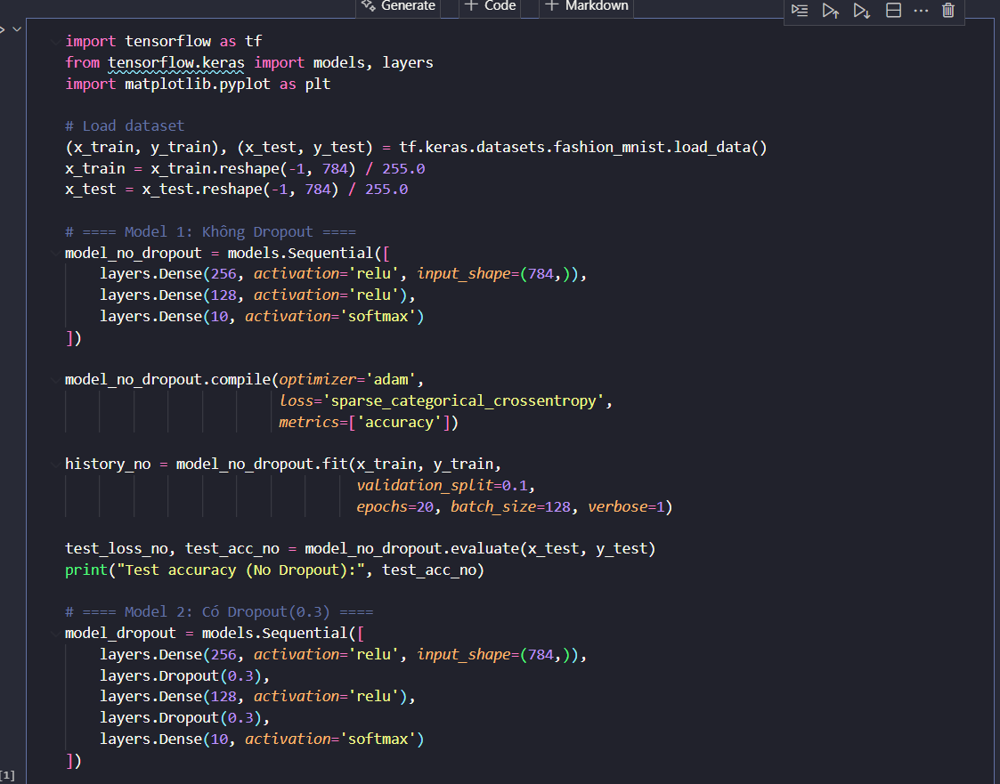 Generate + Code + Markdown
import tensorflow as tf
from tensorflow.keras import models, layers
import matplotlib.pyplot as plt
# Load dataset
(x_train, y_train), (x_test, y_test) = tf.keras.datasets.fashion_mnist.load_data()
x_train = x_train.reshape(-1, 784) / 255.0
x_test = x_test.reshape(-1, 784) / 255.0
# ==== Model 1: Không Dropout ====
model_no_dropout = models.Sequential([
    layers.Dense(256, activation='relu', input_shape=(784,)),
    layers.Dense(128, activation='relu'),
    layers.Dense(10, activation='softmax')
])
model_no_dropout.compile(optimizer='adam',
                         loss='sparse_categorical_crossentropy',
                         metrics=['accuracy'])
history_no = model_no_dropout.fit(x_train, y_train,
                                  validation_split=0.1,
                                  epochs=20, batch_size=128, verbose=1)
test_loss_no, test_acc_no = model_no_dropout.evaluate(x_test, y_test)
print("Test accuracy (No Dropout):", test_acc_no)
# ==== Model 2: Có Dropout(0.3) ====
model_dropout = models.Sequential([
    layers.Dense(256, activation='relu', input_shape=(784,)),
    layers.Dropout(0.3),
    layers.Dense(128, activation='relu'),
    layers.Dropout(0.3),
    layers.Dense(10, activation='softmax')
])
[1]